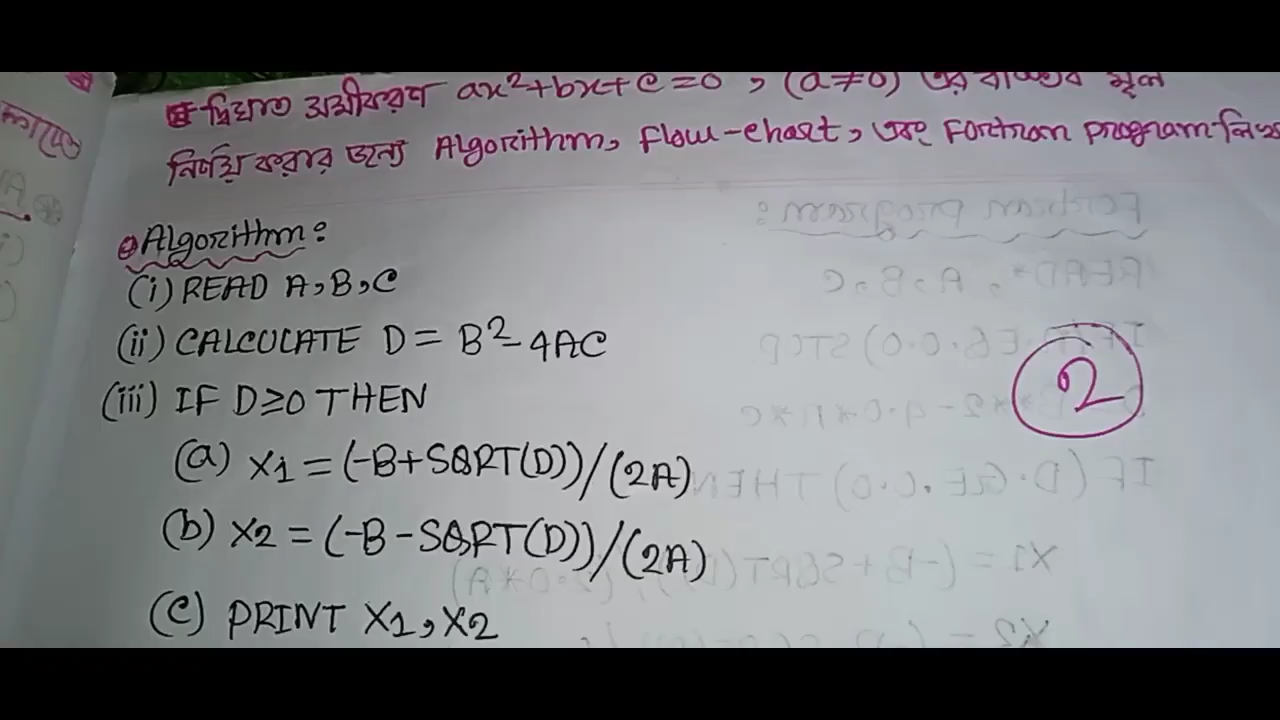 দ্বিঘাত সমীকরণ ax²+bx+c=0, (a≠0) এর বাস্তব মূল
নির্ণয় করার জন্য Algorithm, flow-chart, এবং Fortran program
Algorithm:
(i) READ A,B,C
(ii) CALCULATE D = B²-4AC
(iii) IF D≥0 THEN
(a) X1 = (-B+SQRT(D))/(2A)
(b) X2 = (-B-SQRT(D))/(2A)
(c) PRINT X1,X2
2